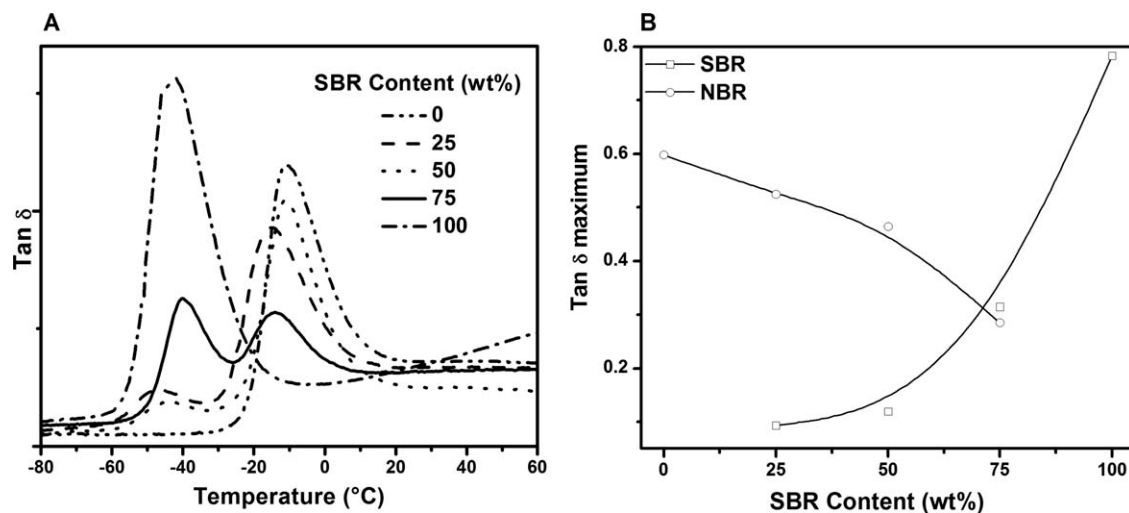 A
Tan δ
SBR Content (wt%)
0
25
50
75
100
-80 -60 -40 -20 0 20 40 60
Temperature (°C)
B
Tan δ maximum
0.8
0.6
0.4
0.2
SBR
NBR
0 25 50 75 100
SBR Content (wt%)